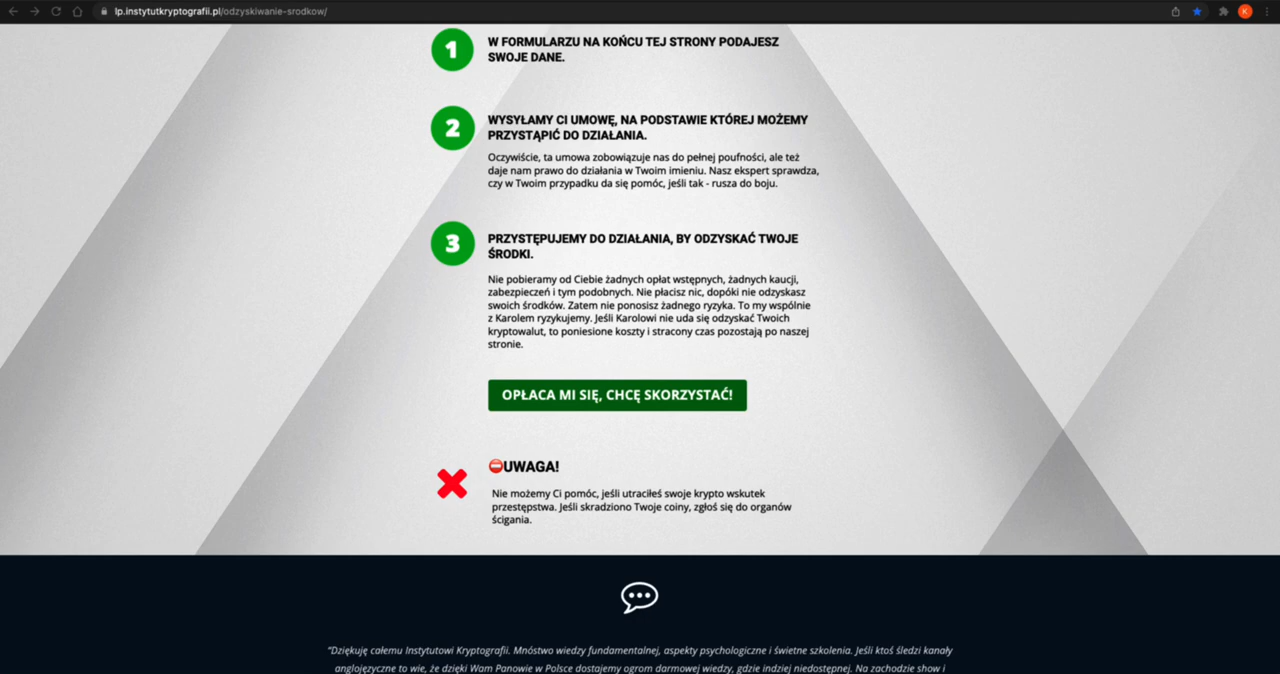 lp.instytutkryptografii.pl/odzyskiwanie-srodkow/
K
1
W FORMULARZU NA KOŃCU TEJ STRONY PODAJESZ
SWOJE DANE.
2
WYSYŁAMY CI UMOWĘ, NA PODSTAWIE KTÓREJ MOŻEMY
PRZYSTĄPIĆ DO DZIAŁANIA.
Oczywiście, ta umowa zobowiązuje nas do pełnej poufności, ale też
daje nam prawo do działania w Twoim imieniu. Nasz ekspert sprawdza,
czy w Twoim przypadku da się pomóc, jeśli tak - rusza do boju.
3
PRZYSTĘPUJEMY DO DZIAŁANIA, BY ODZYSKAĆ TWOJE
ŚRODKI.
Nie pobieramy od Ciebie żadnych opłat wstępnych, żadnych kaucji,
zabezpieczeń i tym podobnych. Nie płacisz nic, dopóki nie odzyskasz
swoich środków. Zatem nie ponosisz żadnego ryzyka. To my wspólnie
z Karolem ryzykujemy. Jeśli Karolowi nie uda się odzyskać Twoich
kryptowalut, to poniesione koszty i stracony czas pozostają po naszej
stronie.
OPŁACA MI SIĘ, CHCĘ SKORZYSTAĆ!
⛔UWAGA!
Nie możemy Ci pomóc, jeśli utraciłeś swoje krypto wskutek
przestępstwa. Jeśli skradziono Twoje coiny, zgłoś się do organów
ścigania.
"Dziękuję całemu Instytutowi Kryptografii. Mnóstwo wiedzy fundamentalnej, aspekty psychologiczne i świetne szkolenia. Jeśli ktoś śledzi kanały
anglojęzyczne to wie, że dzięki Wam Panowie w Polsce dostajemy ogrom darmowej wiedzy, gdzie indziej niedostępnej. Na zachodzie show i